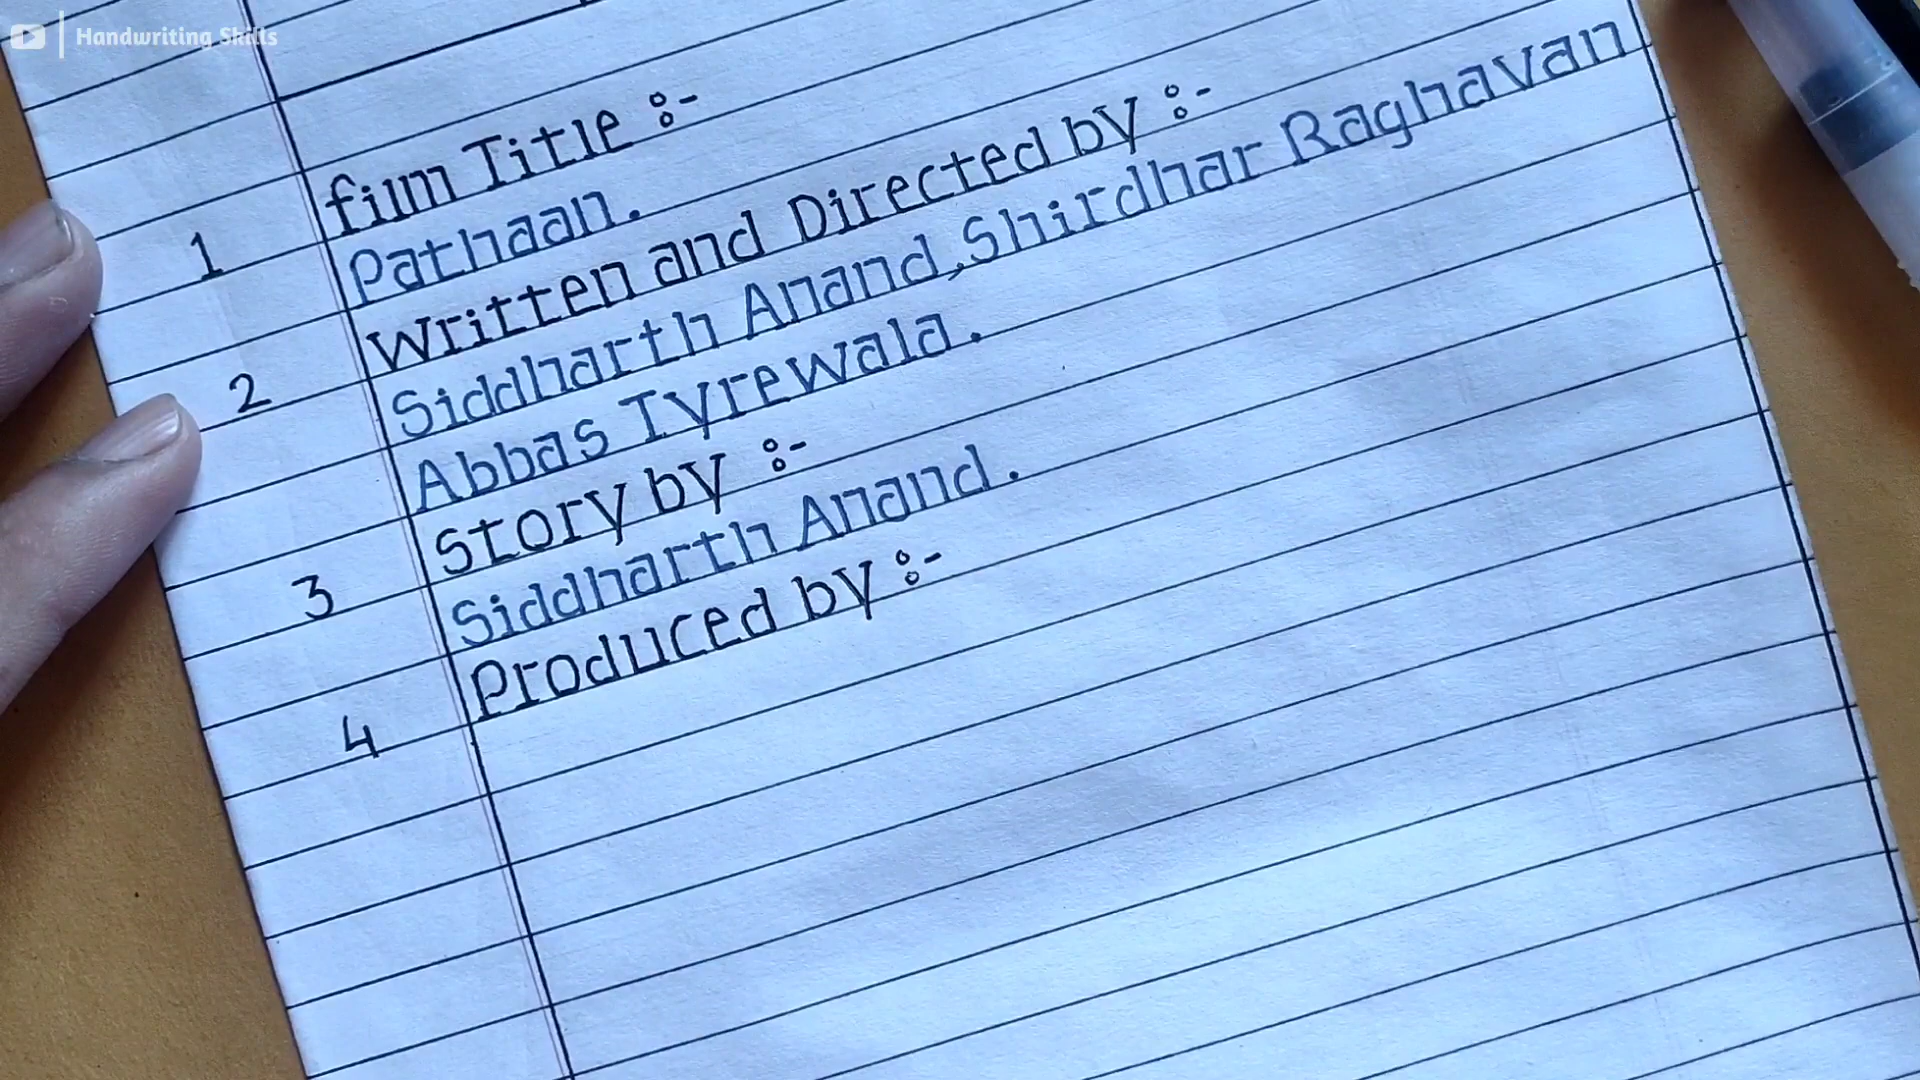 Handwriting Skills
film Title :-
1
Pathaan.
Written and Directed by :-
2
Siddharth Anand, Shirdhar Raghavan
Abbas Tyrewala.
Story by :-
3
Siddharth Anand.
Produced by :-
4